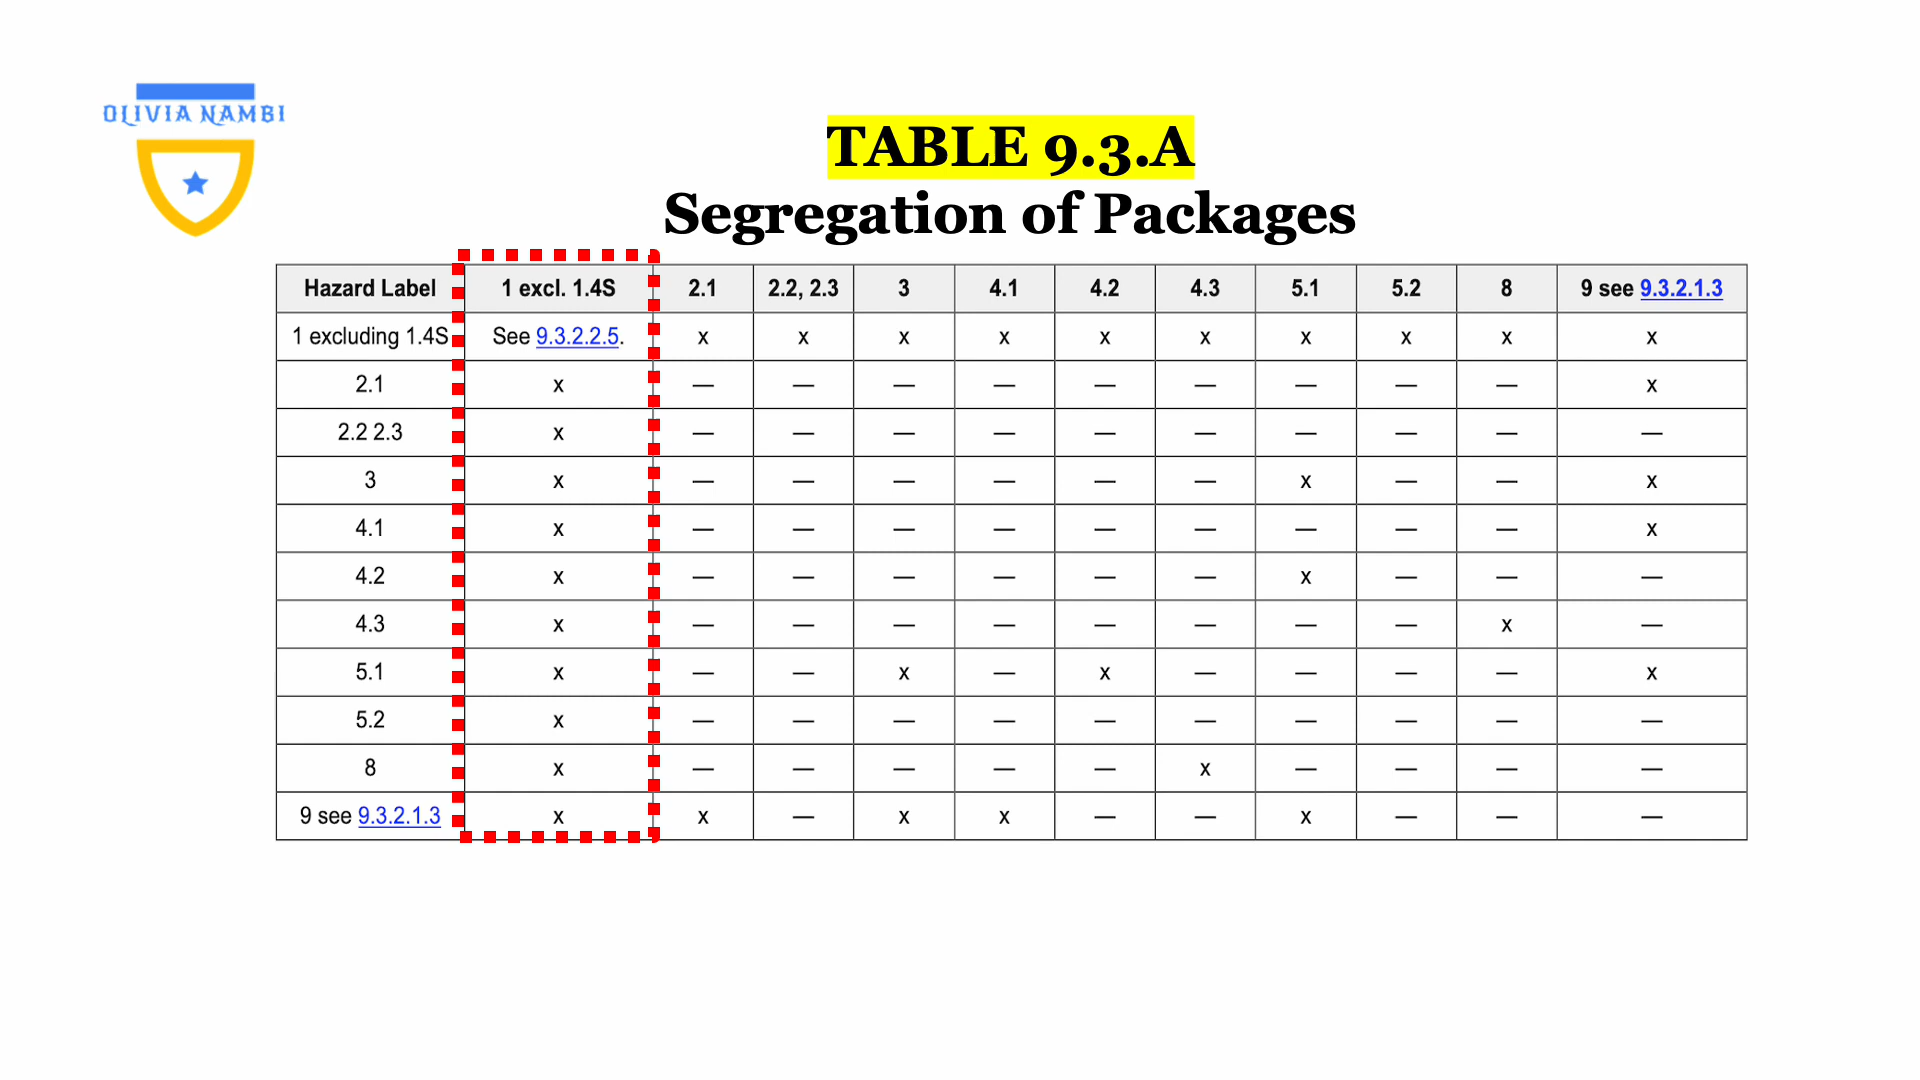 OLIVIA NAMBI
TABLE 9.3.A
Segregation of Packages
Hazard Label 1 excl. 1.4S 2.1 2.2, 2.3 3 4.1 4.2 4.3 5.1 5.2 8 9 see 9.3.2.1.3
1 excluding 1.4S See 9.3.2.2.5. x x x x x x x x x x
2.1 x — — — — — — — — — x
2.2 2.3 x — — — — — — — — — —
3 x — — — — — — x — — x
4.1 x — — — — — — — — — x
4.2 x — — — — — — x — — —
4.3 x — — — — — — — — x —
5.1 x — — x — x — — — — x
5.2 x — — — — — — — — — —
8 x — — — — — x — — — —
9 see 9.3.2.1.3 x x — x x — — x — — —